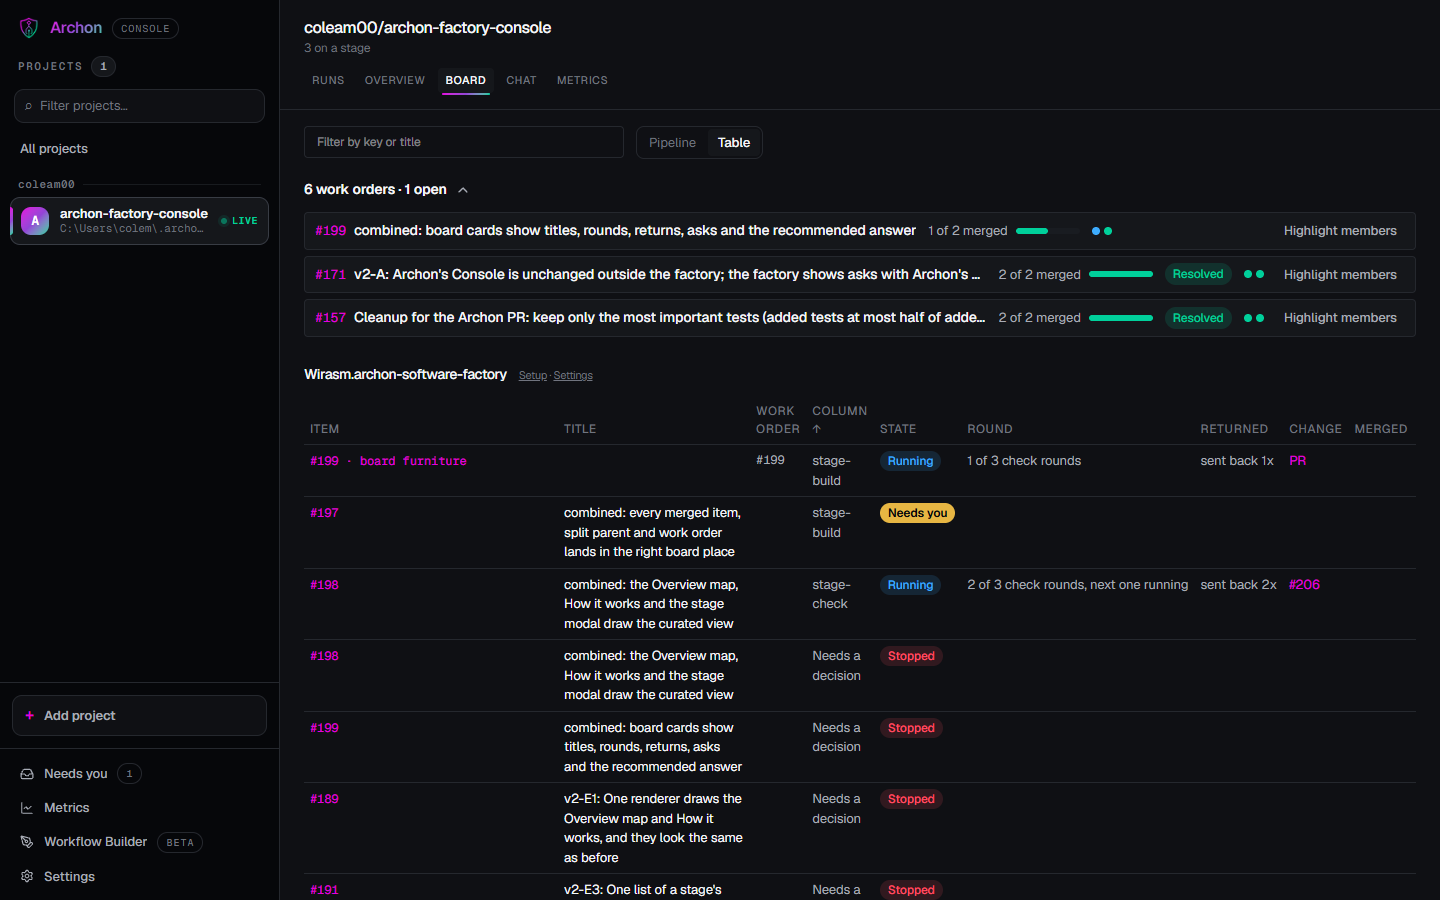 Archon CONSOLE
PROJECTS 1
Filter projects...
All projects
coleam00
A
archon-factory-console
C:\Users\colem\.archo…
LIVE
+ Add project
Needs you 1
Metrics
Workflow Builder BETA
Settings
coleam00/archon-factory-console
3 on a stage
RUNS OVERVIEW BOARD CHAT METRICS
Filter by key or title
Pipeline Table
6 work orders · 1 open
#199 combined: board cards show titles, rounds, returns, asks and the recommended answer 1 of 2 merged Highlight members
#171 v2-A: Archon's Console is unchanged outside the factory; the factory shows asks with Archon's … 2 of 2 merged Resolved Highlight members
#157 Cleanup for the Archon PR: keep only the most important tests (added tests at most half of adde… 2 of 2 merged Resolved Highlight members
Wirasm.archon-software-factory Setup · Settings
ITEM TITLE WORK ORDER COLUMN ↑ STATE ROUND RETURNED CHANGE MERGED
#199 · board furniture #199 stage-build Running 1 of 3 check rounds sent back 1x PR
#197
combined: every merged item,
split parent and work order
lands in the right board place
stage-
build
Needs you
#198
combined: the Overview map,
How it works and the stage
modal draw the curated view
stage-
check
Running
2 of 3 check rounds, next one running
sent back 2x
#206
#198
combined: the Overview map,
How it works and the stage
modal draw the curated view
Needs a
decision
Stopped
#199
combined: board cards show
titles, rounds, returns, asks
and the recommended answer
Needs a
decision
Stopped
#189
v2-E1: One renderer draws the
Overview map and How it
works, and they look the same
as before
Needs a
decision
Stopped
#191
v2-E3: One list of a stage's
Needs a
Stopped